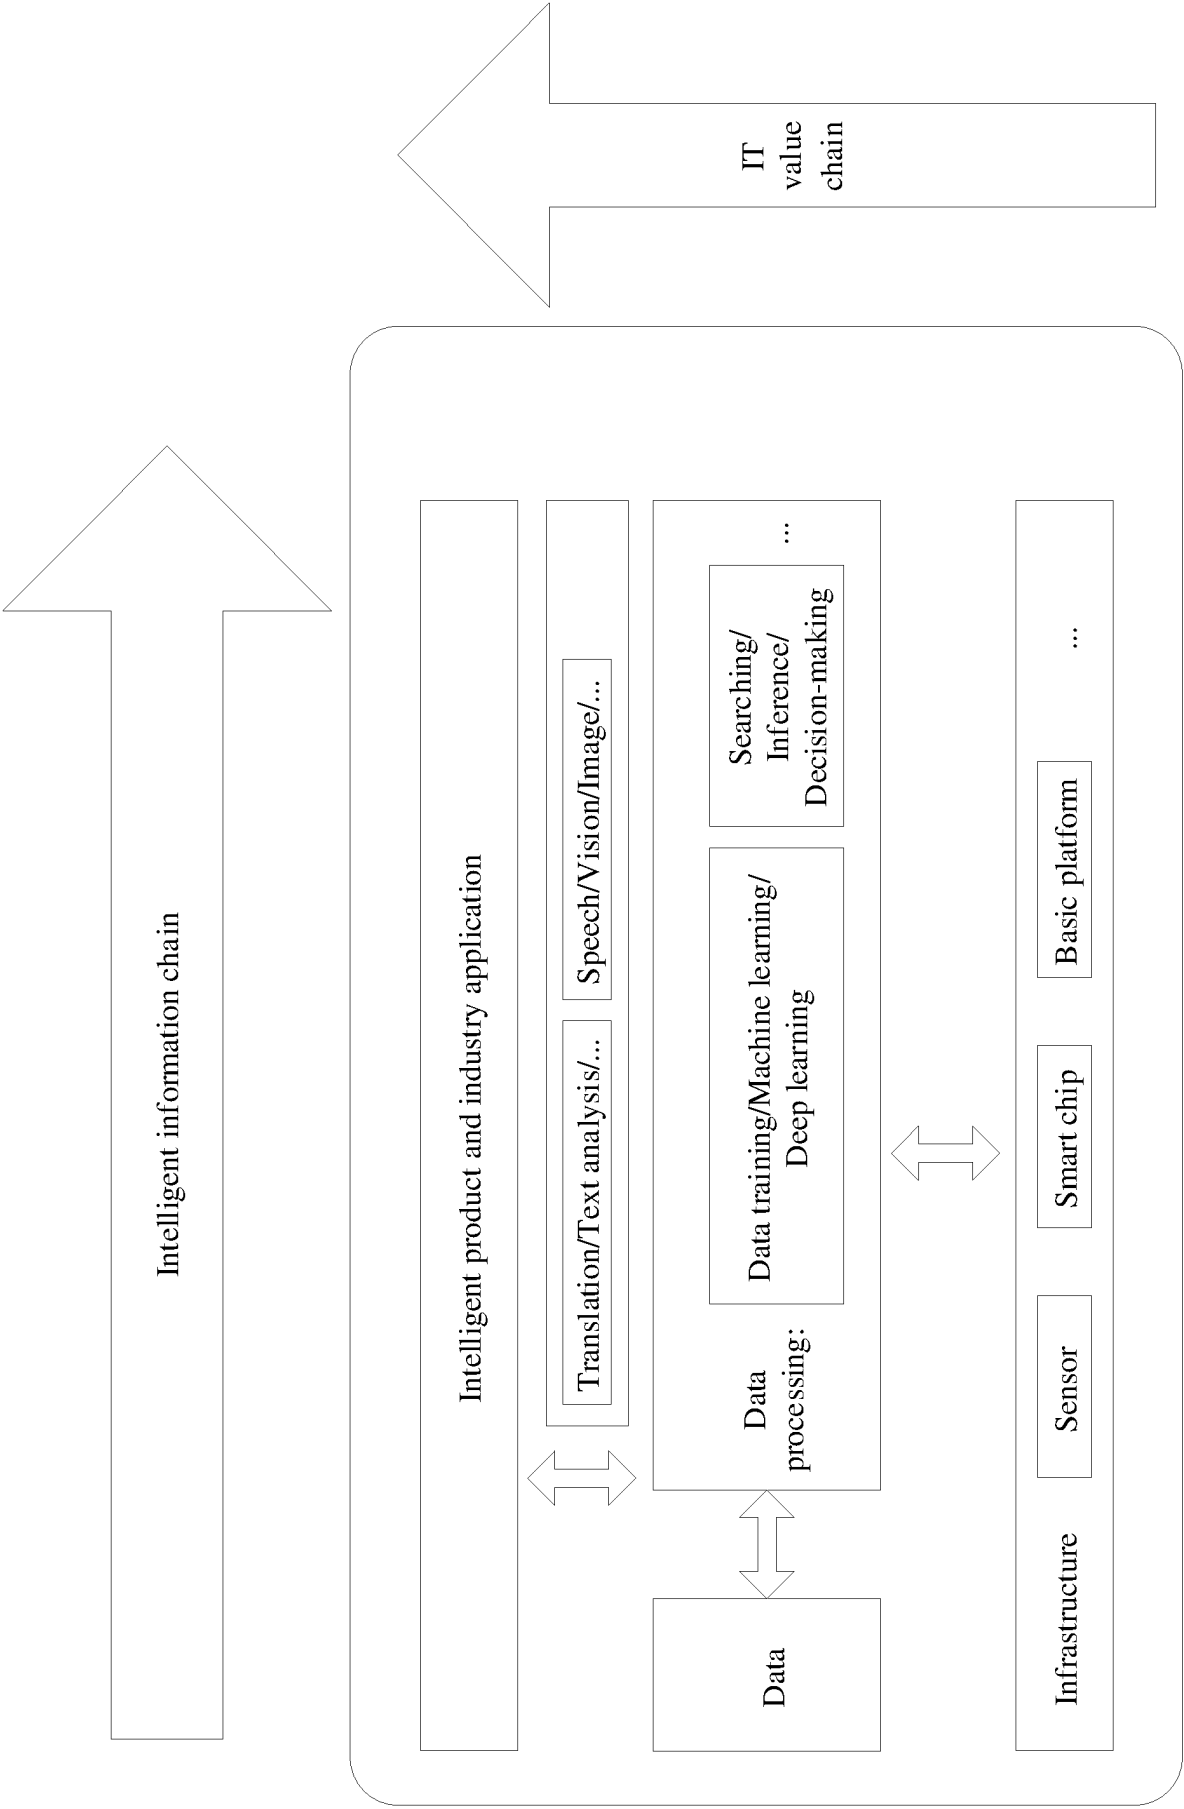 Intelligent information chain
Intelligent product and industry application
Translation/Text analysis/...
Speech/Vision/Image/...
Data
Data
processing:
Data training/Machine learning/
Deep learning
Searching/
Inference/
Decision-making
...
Infrastructure
Sensor
Smart chip
Basic platform
...
IT
value
chain